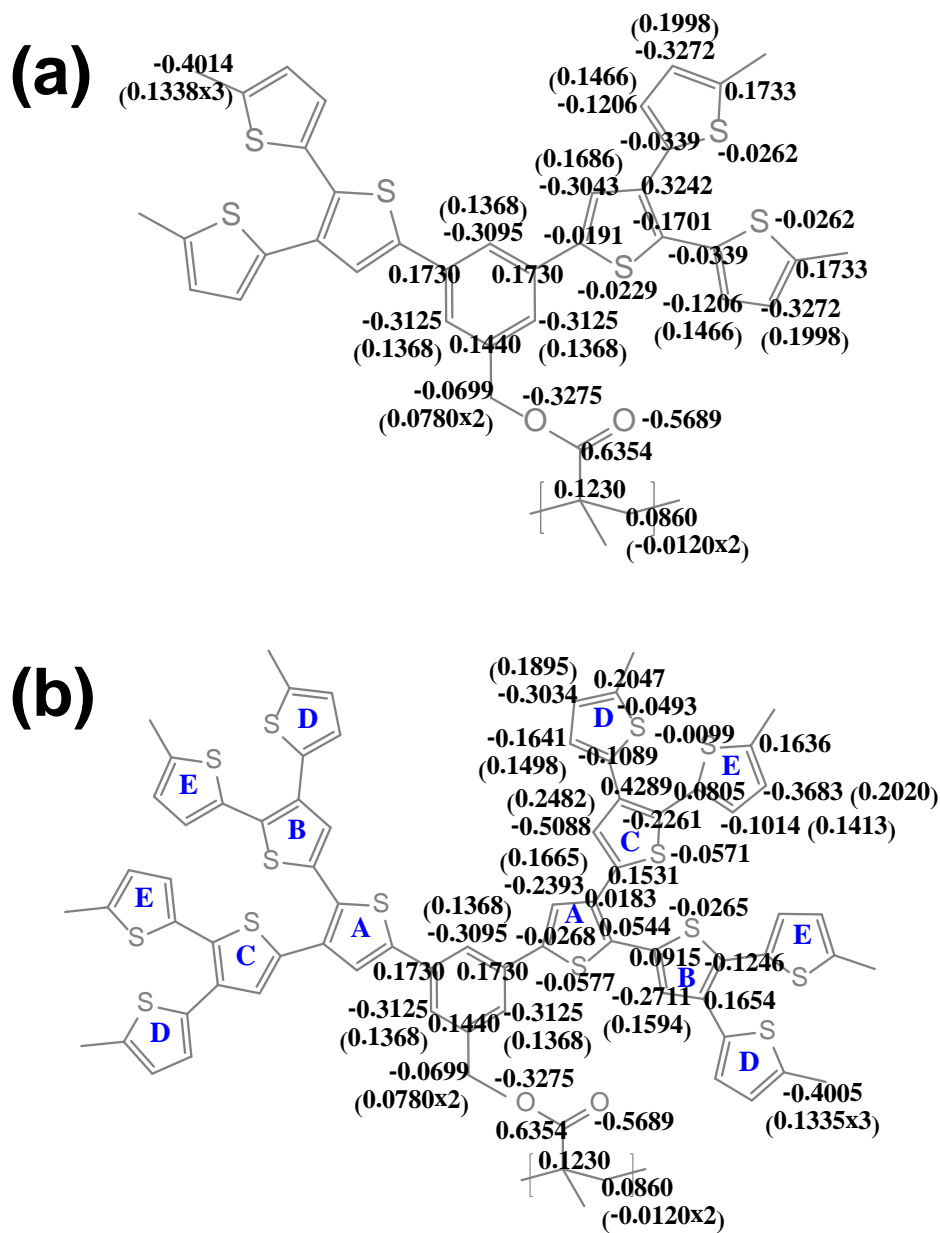 (a)
(0.1998)
-0.3272
-0.4014
(0.1338x3)
(0.1466)
-0.1206
0.1733
S
S
-0.0339
-0.0262
(0.1686)
-0.3043
0.3242
S
S
(0.1368)
-0.3095
-0.0191
-0.1701
S
-0.0262
-0.0339
0.1730
0.1730
S
0.1733
-0.0229
-0.3125
(0.1368)
0.1440
-0.3125
(0.1368)
-0.1206
(0.1466)
-0.3272
(0.1998)
-0.0699
(0.0780x2)
-0.3275
O
O
-0.5689
0.6354
0.1230
0.0860
(-0.0120x2)
(b)
(0.1895)
-0.3034
0.2047
D
-0.0493
S
D
S
-0.1641
(0.1498)
-0.1089
-0.0099
S
0.1636
S
E
E
0.4289
0.0805
-0.3683 (0.2020)
(0.2482)
-0.5088
-0.2261
-0.1014 (0.1413)
B
S
C
S
-0.0571
(0.1665)
-0.2393
0.1531
0.0183
E
S
S
C
S
A
(0.1368)
-0.3095
A
-0.0268
0.0544
-0.0265
S
E
S
0.0915
-0.1246
0.1730
0.1730
S
-0.0577
B
S
D
-0.3125
(0.1368)
0.1440
-0.3125
(0.1368)
-0.2711
(0.1594)
0.1654
S
D
-0.0699
(0.0780x2)
-0.3275
-0.4005
(0.1335x3)
O
O
0.6354
-0.5689
0.1230
0.0860
(-0.0120x2)